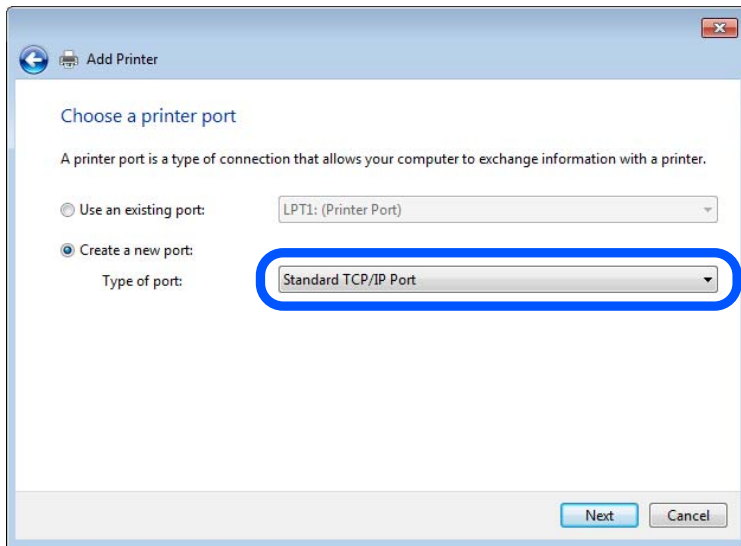 Add Printer
Choose a printer port
A printer port is a type of connection that allows your computer to exchange information with a printer.
Use an existing port: LPT1: (Printer Port)
Create a new port:
Type of port: Standard TCP/IP Port
Next Cancel